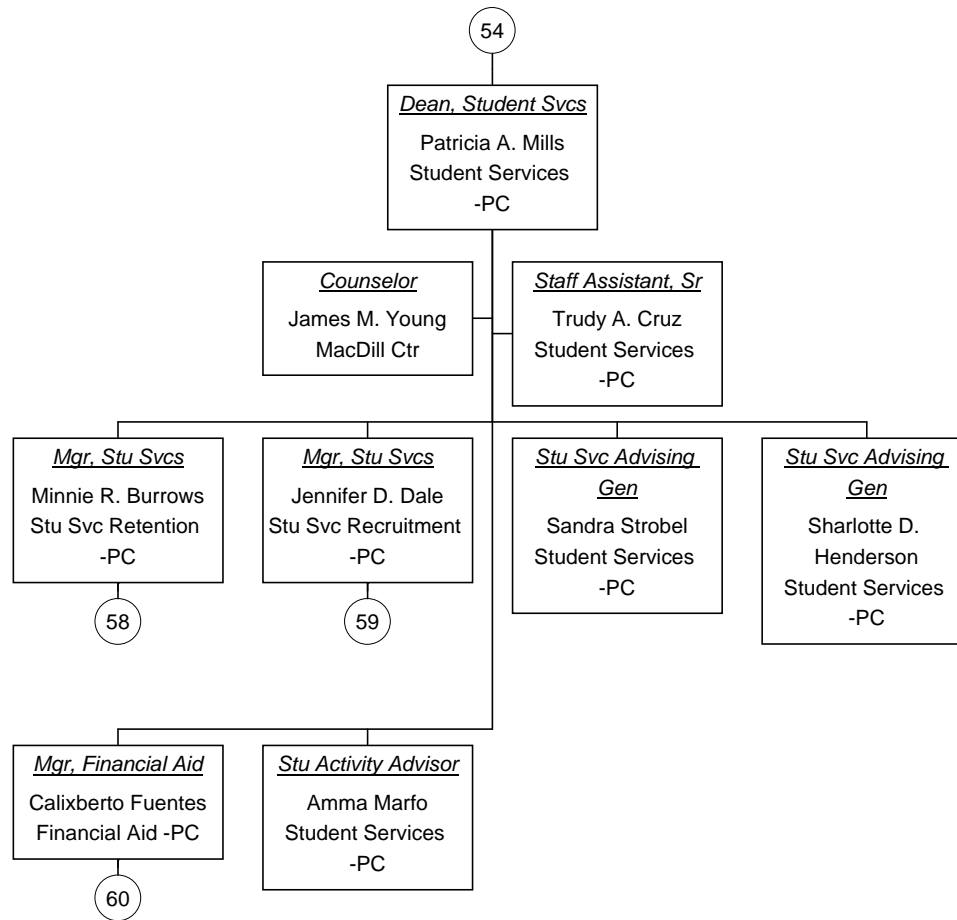 54
Dean, Student Svcs
Patricia A. Mills
Student Services
-PC
Counselor
James M. Young
MacDill Ctr
Staff Assistant, Sr
Trudy A. Cruz
Student Services
-PC
Mgr, Stu Svcs
Minnie R. Burrows
Stu Svc Retention
-PC
58
Mgr, Stu Svcs
Jennifer D. Dale
Stu Svc Recruitment
-PC
59
Stu Svc Advising
Gen
Sandra Strobel
Student Services
-PC
Stu Svc Advising
Gen
Sharlotte D.
Henderson
Student Services
-PC
Mgr, Financial Aid
Calixberto Fuentes
Financial Aid -PC
60
Stu Activity Advisor
Amma Marfo
Student Services
-PC